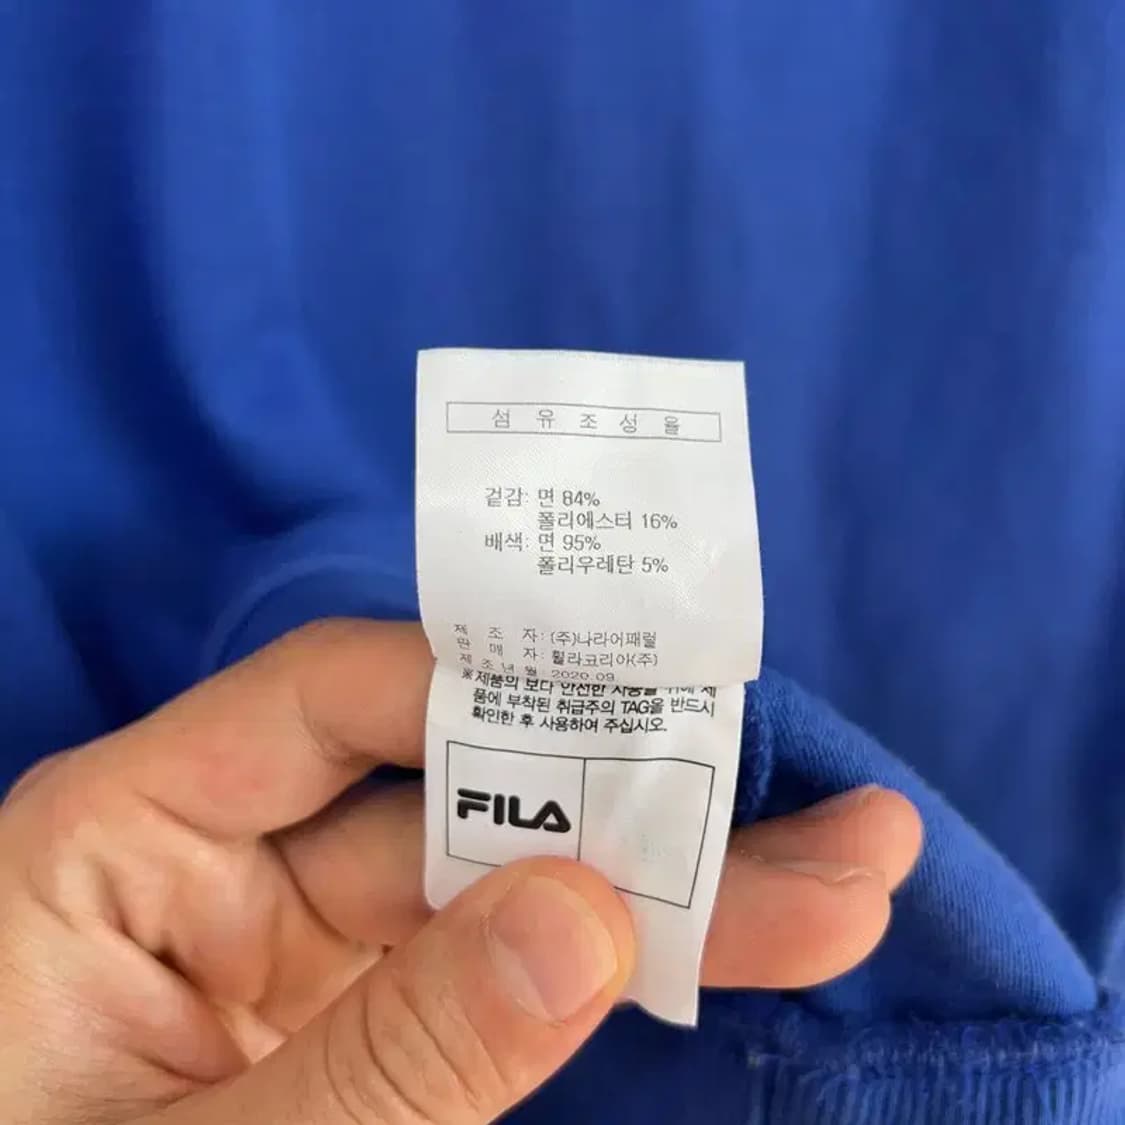 섬유조성율
겉감: 면 84%
폴리에스터 16%
배색: 면 95%
폴리우레탄 5%
제 조 자: (주)나라어패럴
판 매 자: 휠라코리아(주)
제조년월: 2020.09.
※제품의 보다 안전한 사용을 위해 제
품에 부착된 취급주의 TAG을 반드시
확인한 후 사용하여 주십시오.
FILA